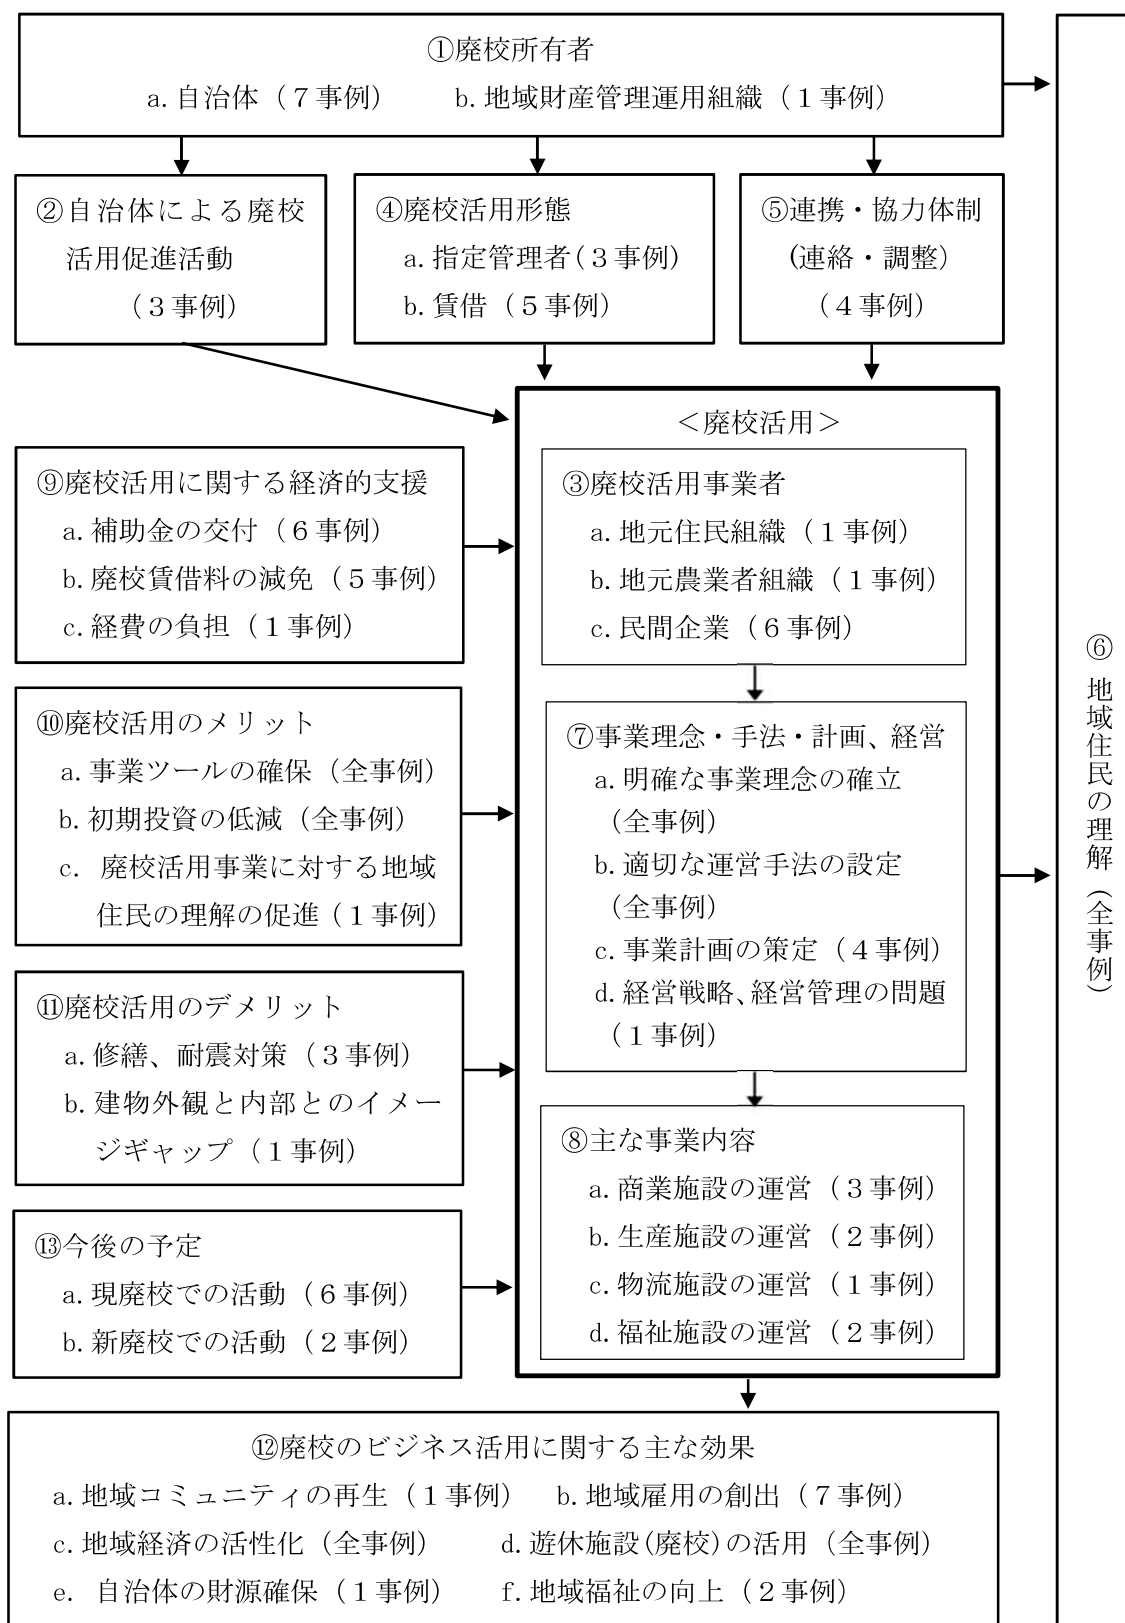 ①廃校所有者
a.自治体（７事例）　b.地域財産管理運用組織（１事例）
②自治体による廃校
活用促進活動
（３事例）
④廃校活用形態
a.指定管理者(３事例)
b.賃借（５事例）
⑤連携・協力体制
(連絡・調整）
（４事例）
＜廃校活用＞
③廃校活用事業者
a.地元住民組織（１事例）
b.地元農業者組織（１事例）
c.民間企業（６事例）
⑦事業理念・手法・計画、経営
a.明確な事業理念の確立
（全事例）
b.適切な運営手法の設定
（全事例）
c.事業計画の策定（４事例）
d.経営戦略、経営管理の問題
（１事例）
⑧主な事業内容
a.商業施設の運営（３事例）
b.生産施設の運営（２事例）
c.物流施設の運営（１事例）
d.福祉施設の運営（２事例）
⑨廃校活用に関する経済的支援
a.補助金の交付（６事例）
b.廃校賃借料の減免（５事例）
c.経費の負担（１事例）
⑩廃校活用のメリット
a.事業ツールの確保（全事例）
b.初期投資の低減（全事例）
c. 廃校活用事業に対する地域
住民の理解の促進（１事例）
⑪廃校活用のデメリット
a.修繕、耐震対策（３事例）
b.建物外観と内部とのイメー
ジギャップ（１事例）
⑬今後の予定
a.現廃校での活動（６事例）
b.新廃校での活動（２事例）
⑥地域住民の理解（全事例）
⑫廃校のビジネス活用に関する主な効果
a.地域コミュニティの再生（１事例）　b.地域雇用の創出（７事例）
c.地域経済の活性化（全事例）　d.遊休施設(廃校)の活用（全事例）
e. 自治体の財源確保（１事例）　f.地域福祉の向上（２事例）